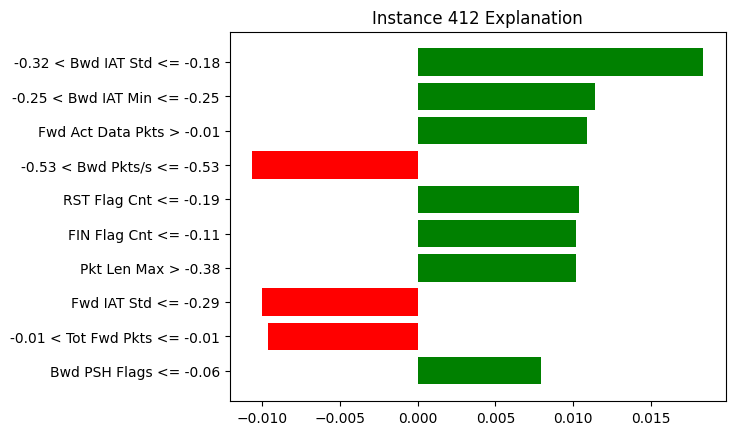 Instance 412 Explanation
-0.32 < Bwd IAT Std <= -0.18
-0.25 < Bwd IAT Min <= -0.25
Fwd Act Data Pkts > -0.01
-0.53 < Bwd Pkts/s <= -0.53
RST Flag Cnt <= -0.19
FIN Flag Cnt <= -0.11
Pkt Len Max > -0.38
Fwd IAT Std <= -0.29
-0.01 < Tot Fwd Pkts <= -0.01
Bwd PSH Flags <= -0.06
−0.010 −0.005 0.000 0.005 0.010 0.015